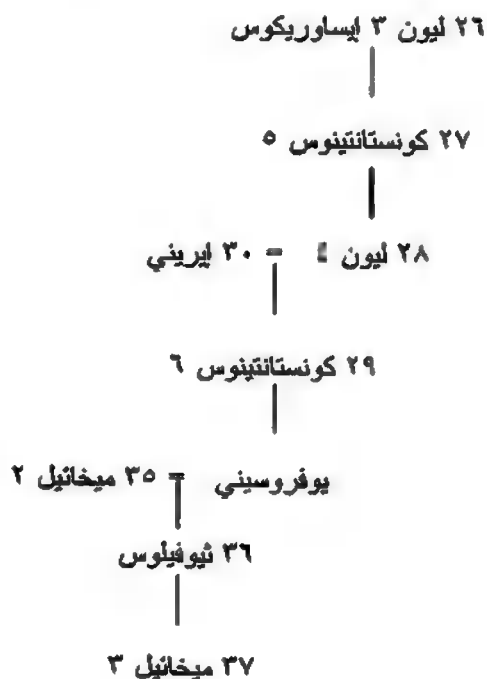 ٢٦ ليون ٣ ايساوريكوس
٢٧ كونستانتينوس ٥
٢٨ ليون = ٣٠ ايريني
٢٩ كونستانتينوس ٦
يوفروسيني = ٣٥ ميخائيل ٢
٣٦ ثيوفيلوس
٣٧ ميخائيل ٣